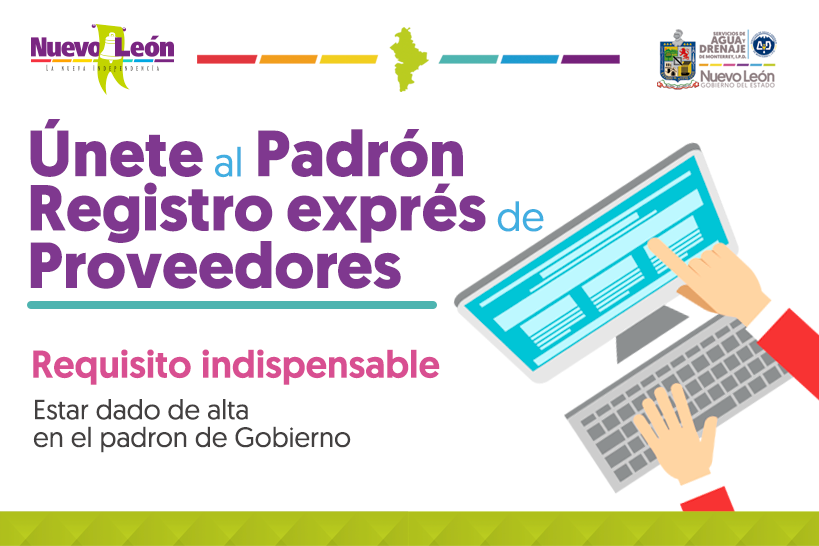 Nuevo León
LA NUEVA INDEPENDENCIA
SERVICIOS DE
AGUA Y
DRENAJE
DE MONTERREY, I.P.D.
Nuevo León
GOBIERNO DEL ESTADO
Únete al Padrón
Registro exprés de
Proveedores
Requisito indispensable
Estar dado de alta
en el padron de Gobierno